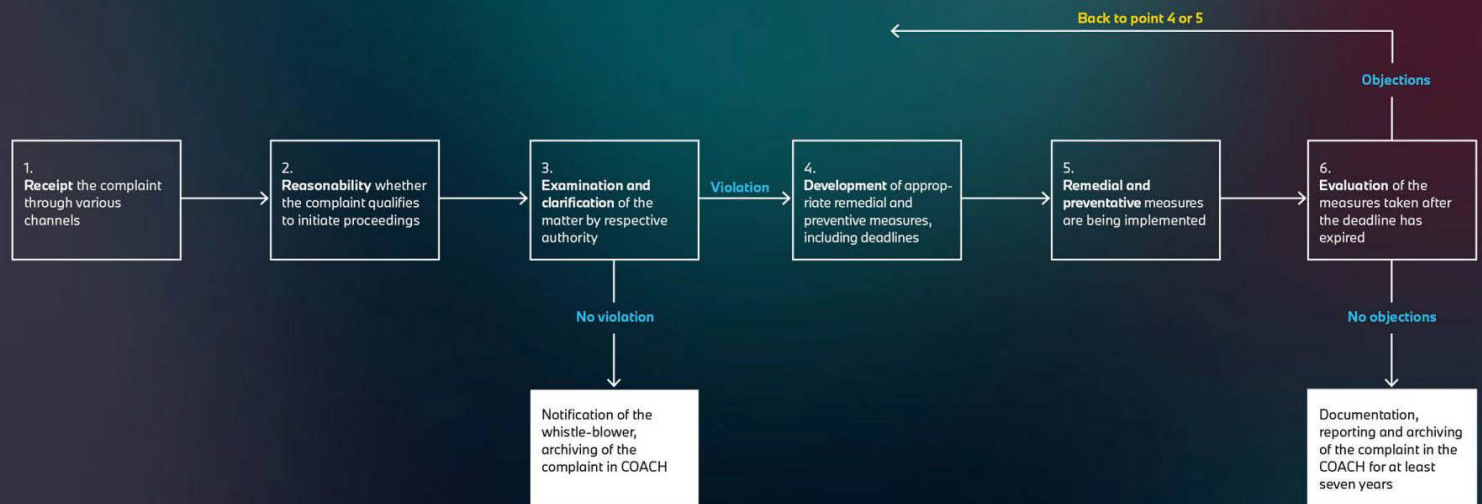 Back to point 4 or 5
Objections
1.
Receipt the complaint
through various
channels
2.
Reasonability whether
the complaint qualifies
to initiate proceedings
3.
Examination and
clarification of the
matter by respective
authority
Violation
4.
Development of approp-
riate remedial and
preventive measures,
including deadlines
5.
Remedial and
preventative measures
are being implemented
6.
Evaluation of the
measures taken after
the deadline has
expired
No violation
No objections
Notification of the
whistle-blower,
archiving of the
complaint in COACH
Documentation,
reporting and archiving
of the complaint in the
COACH for at least
seven years